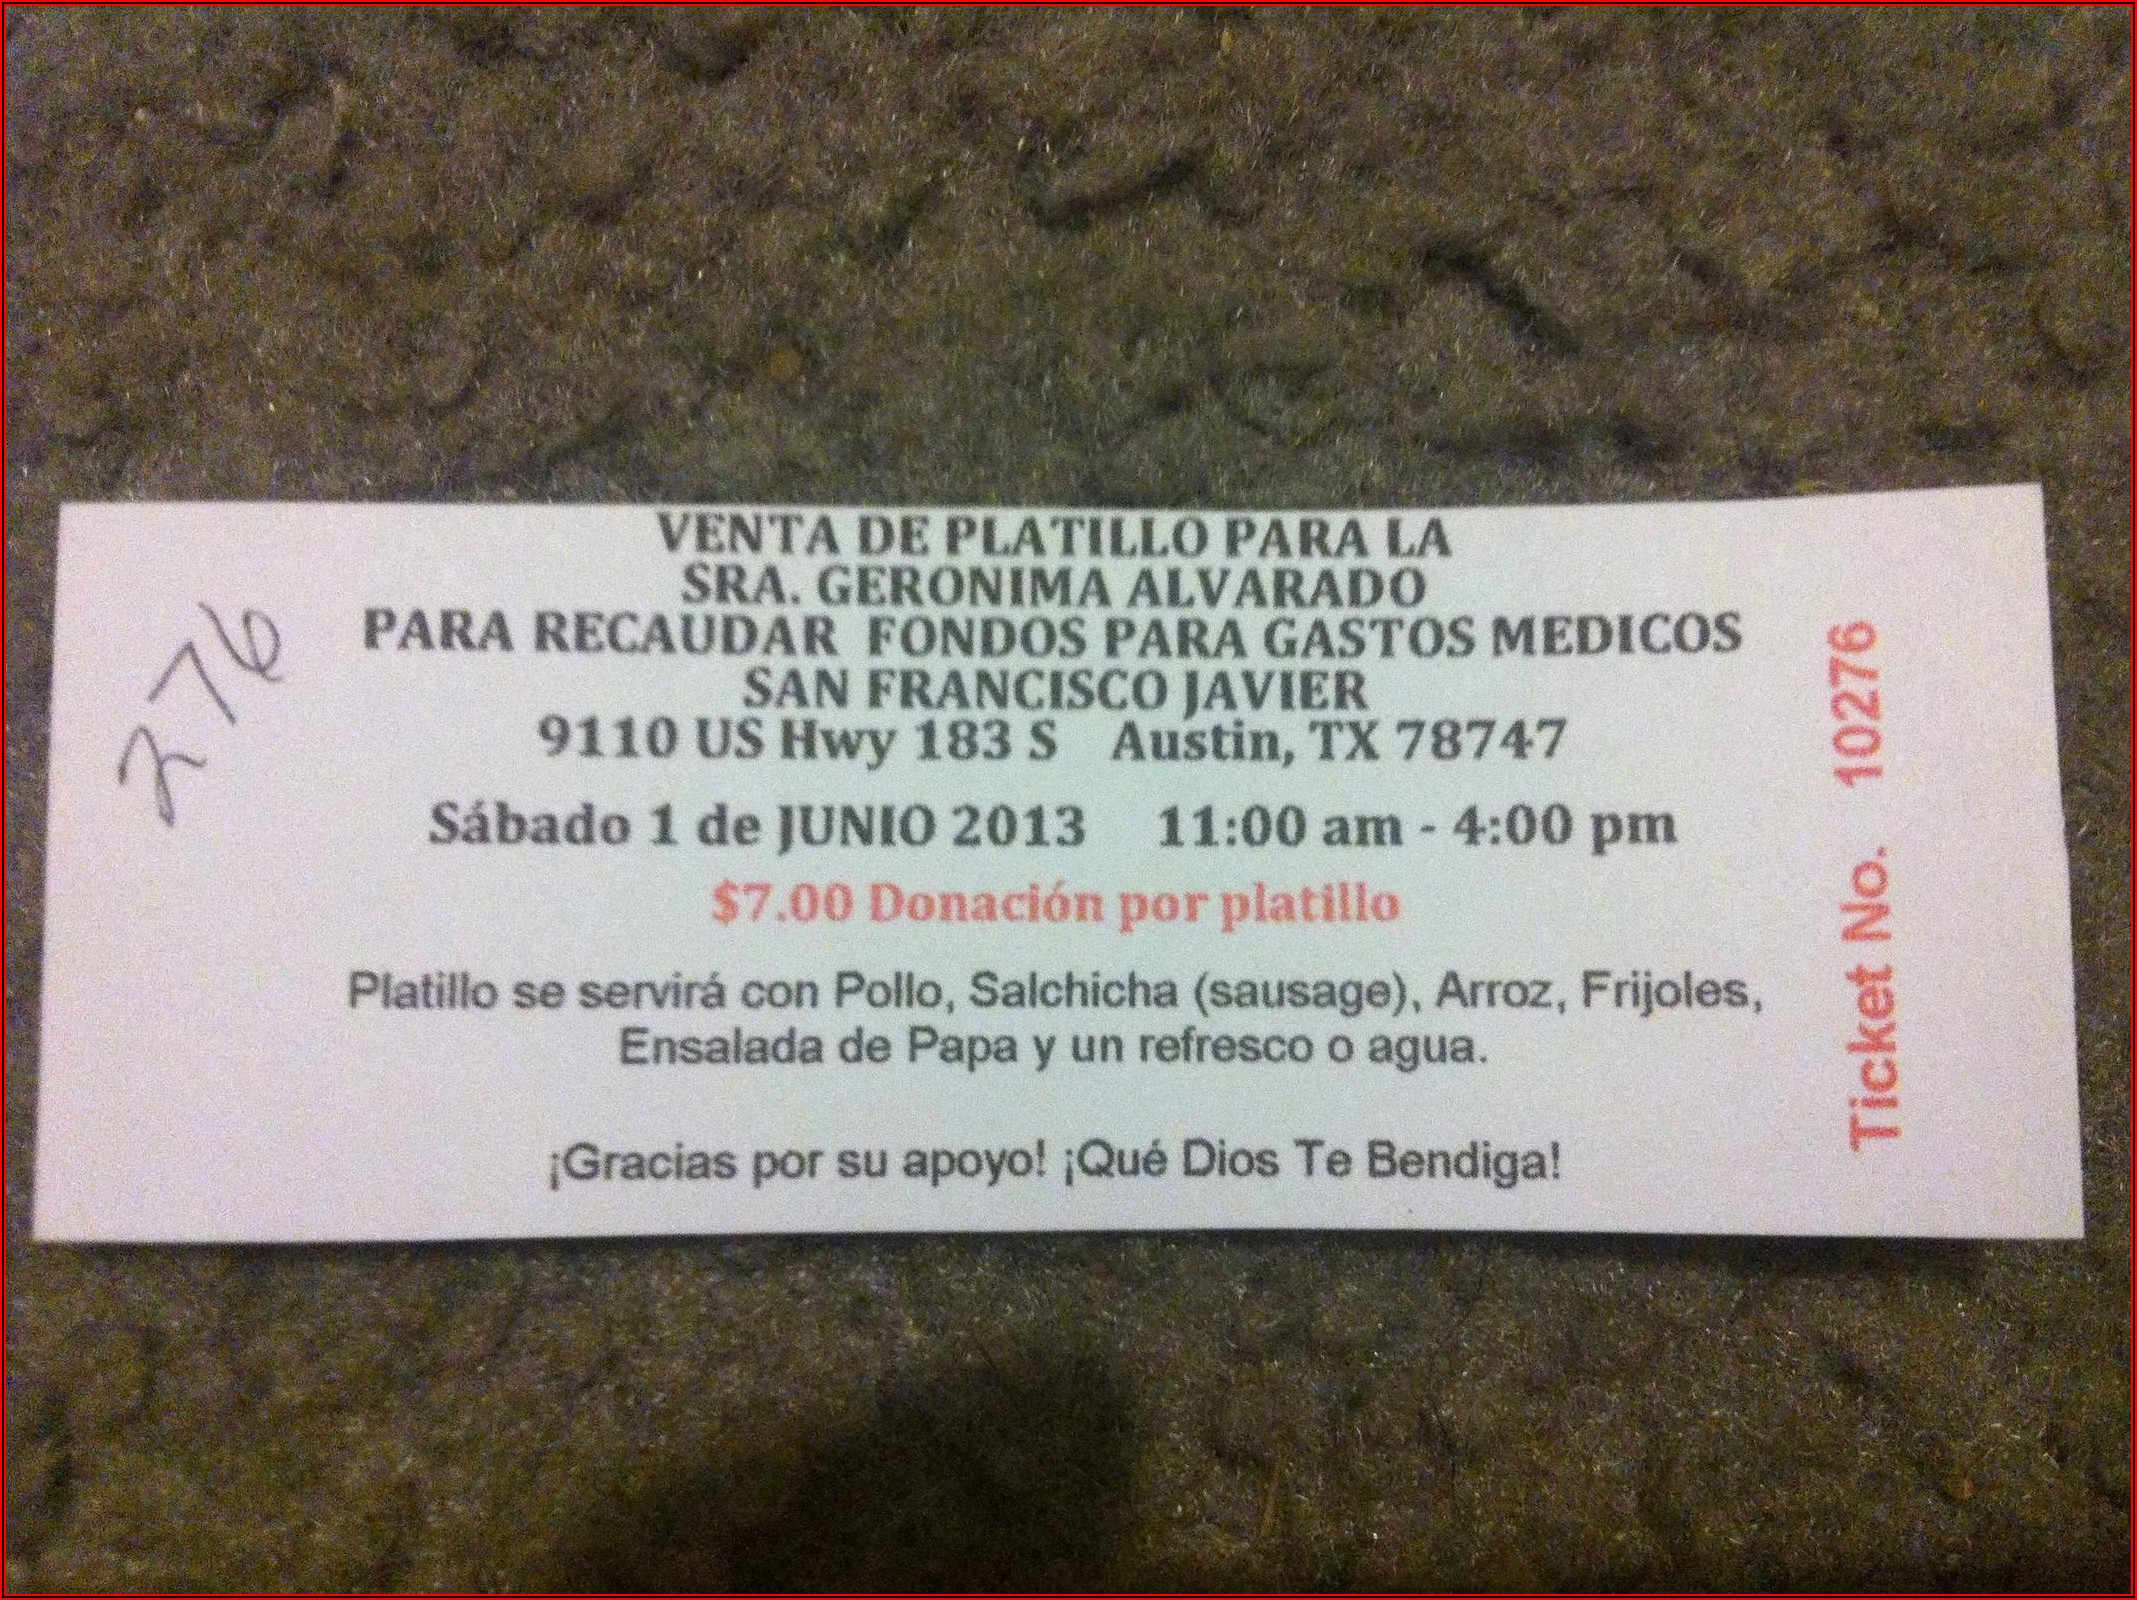 VENTA DE PLATILLO PARA LA
SRA. GERONIMA ALVARADO
PARA RECAUDAR FONDOS PARA GASTOS MEDICOS
SAN FRANCISCO JAVIER
9110 US Hwy 183 S Austin, TX 78747
Sábado 1 de JUNIO 2013 11:00 am - 4:00 pm
$7.00 Donación por platillo
Platillo se servirá con Pollo, Salchicha (sausage), Arroz, Frijoles,
Ensalada de Papa y un refresco o agua.
¡Gracias por su apoyo! ¡Qué Dios Te Bendiga!
276
Ticket No. 10276